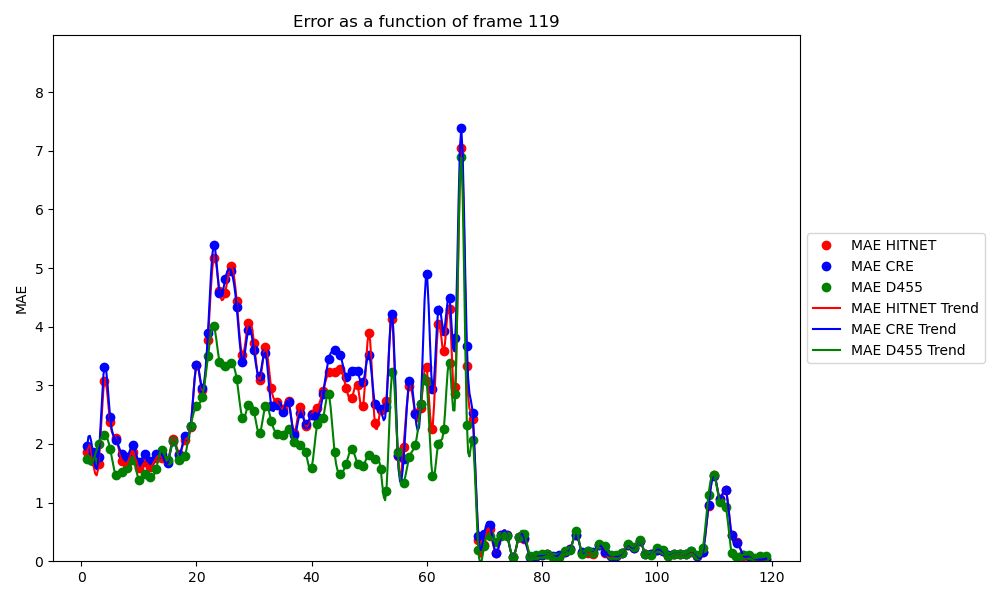 Error as a function of frame 119
MAE
8
7
6
5
4
3
2
1
0
0 20 40 60 80 100 120
MAE HITNET
MAE CRE
MAE D455
MAE HITNET Trend
MAE CRE Trend
MAE D455 Trend